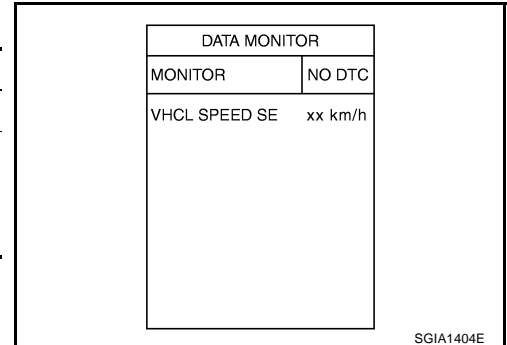 DATA MONITOR
MONITOR NO DTC
VHCL SPEED SE xx km/h
SGIA1404E